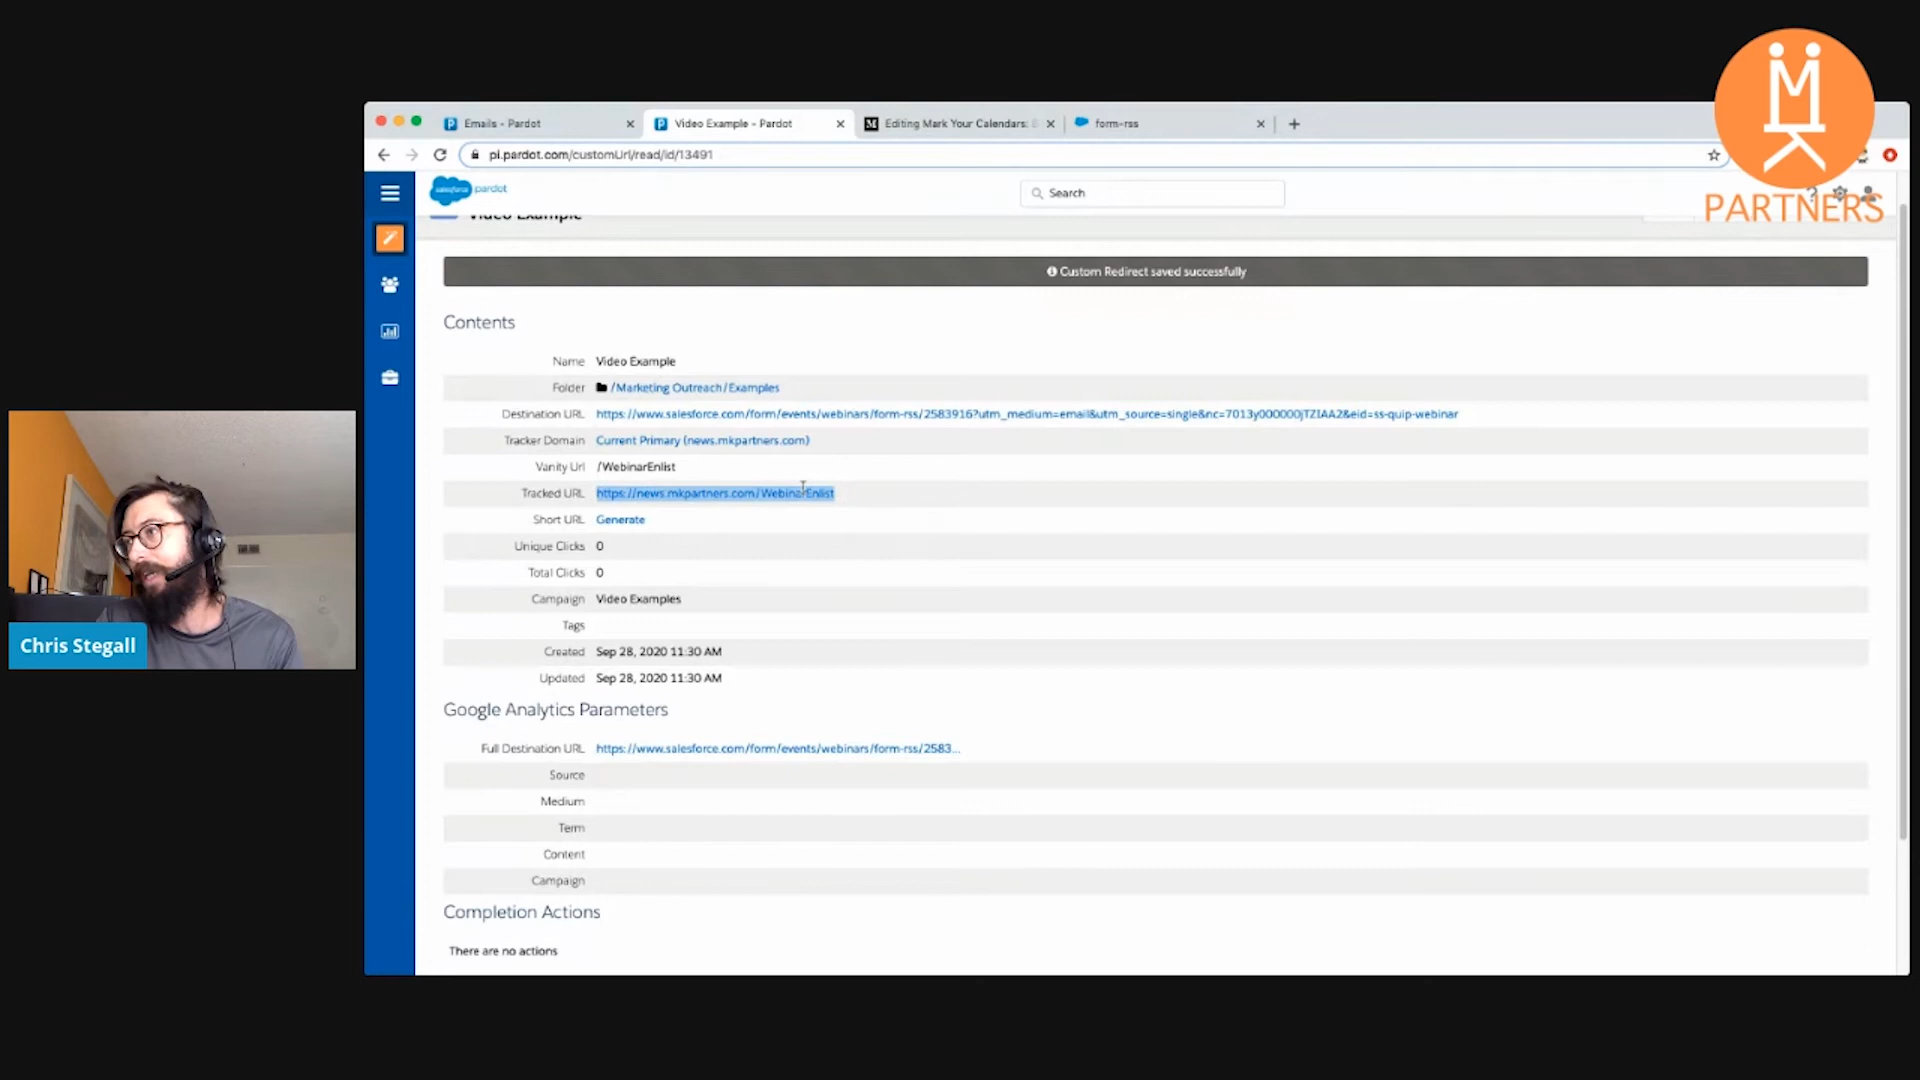 MK
PARTNERS
Emails - Pardot
Video Example - Pardot
Editing Mark Your Calendars:
form-rss
pi.pardot.com/customUrl/read/id/13491
salesforce pardot
Search
Video Example
Custom Redirect saved successfully
Contents
Name Video Example
Folder /Marketing Outreach/Examples
Destination URL https://www.salesforce.com/form/events/webinars/form-rss/2583916?utm_medium=email&utm_source=single&nc=7013y000000jTZIAA2&eid=ss-quip-webinar
Tracker Domain Current Primary (news.mkpartners.com)
Vanity Url /WebinarEnlist
Tracked URL https://news.mkpartners.com/WebinarEnlist
Short URL Generate
Unique Clicks 0
Total Clicks 0
Campaign Video Examples
Tags
Created Sep 28, 2020 11:30 AM
Updated Sep 28, 2020 11:30 AM
Google Analytics Parameters
Full Destination URL https://www.salesforce.com/form/events/webinars/form-rss/2583...
Source
Medium
Term
Content
Campaign
Completion Actions
There are no actions
Chris Stegall